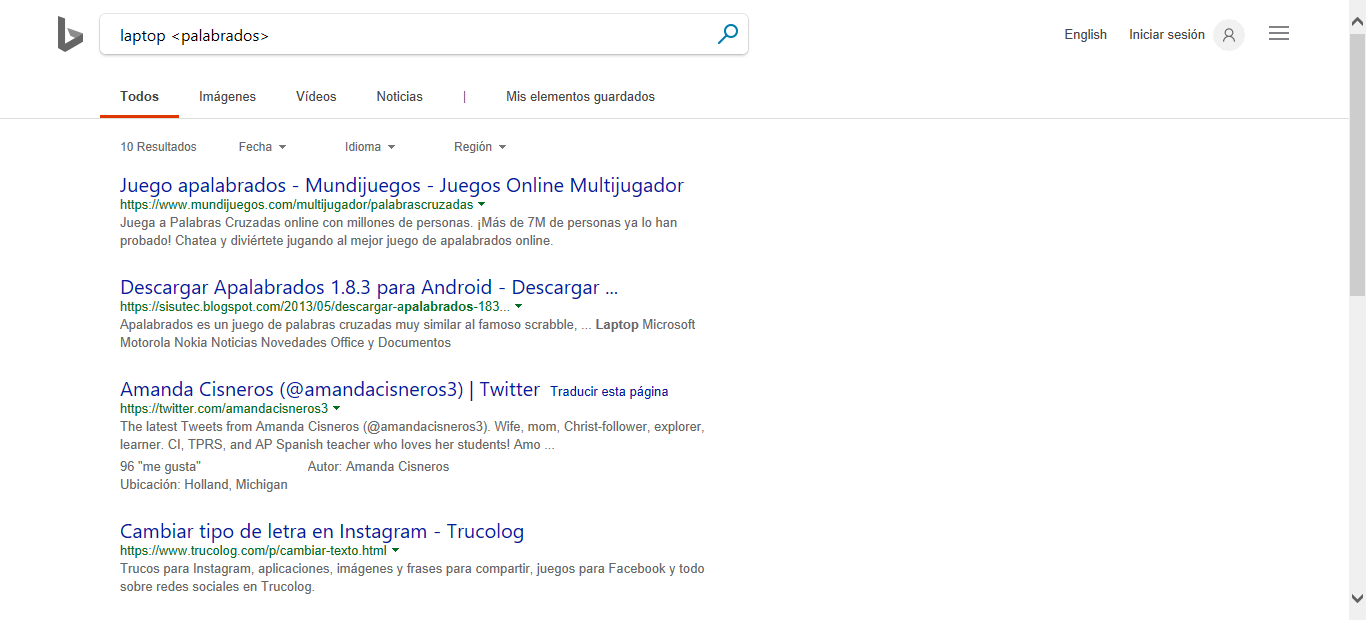 laptop <palabrados>
English Iniciar sesión
Todos Imágenes Vídeos Noticias | Mis elementos guardados
10 Resultados Fecha Idioma Región
Juego apalabrados - Mundijuegos - Juegos Online Multijugador
https://www.mundijuegos.com/multijugador/palabrascruzadas
Juega a Palabras Cruzadas online con millones de personas. ¡Más de 7M de personas ya lo han
probado! Chatea y diviértete jugando al mejor juego de apalabrados online.
Descargar Apalabrados 1.8.3 para Android - Descargar ...
https://sisutec.blogspot.com/2013/05/descargar-apalabrados-183...
Apalabrados es un juego de palabras cruzadas muy similar al famoso scrabble, ... Laptop Microsoft
Motorola Nokia Noticias Novedades Office y Documentos
Amanda Cisneros (@amandacisneros3) | Twitter Traducir esta página
https://twitter.com/amandacisneros3
The latest Tweets from Amanda Cisneros (@amandacisneros3). Wife, mom, Christ-follower, explorer,
learner. CI, TPRS, and AP Spanish teacher who loves her students! Amo ...
96 "me gusta" Autor: Amanda Cisneros
Ubicación: Holland, Michigan
Cambiar tipo de letra en Instagram - Trucolog
https://www.trucolog.com/p/cambiar-texto.html
Trucos para Instagram, aplicaciones, imágenes y frases para compartir, juegos para Facebook y todo
sobre redes sociales en Trucolog.